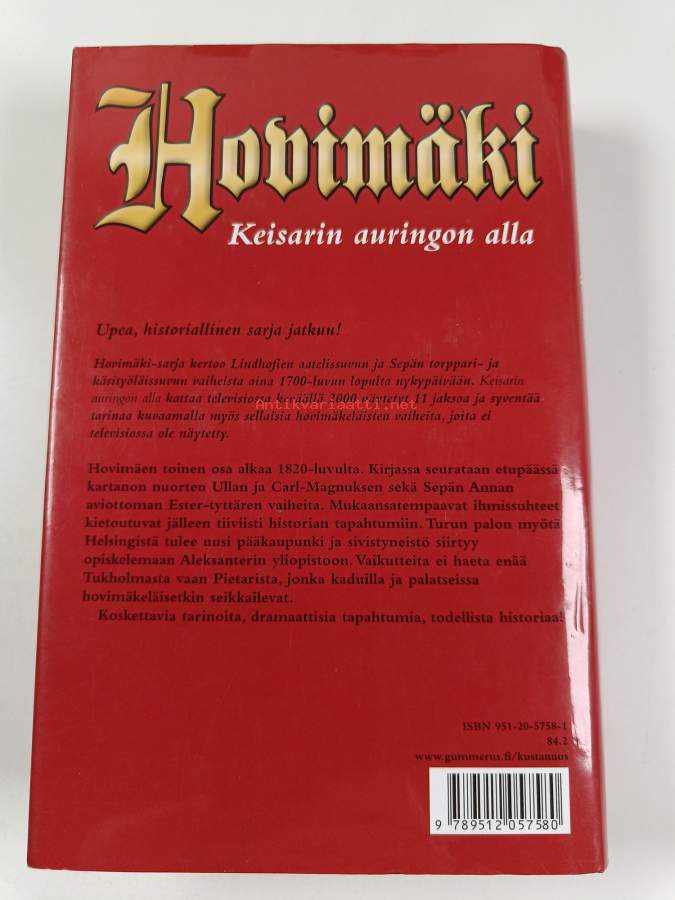 Hovimäki
Keisarin auringon alla
Upea, historiallinen sarja jatkuu!
Hovimäki-sarja kertoo Lindhofien aatelissuvun ja Sepän torppari- ja
käsityöläissuvun vaiheista aina 1700-luvun lopulta nykypäivään. Keisarin
auringon alla kattaa televisiossa keväällä 2000 näytetyt 11 jaksoa ja syventää
Antikvariaatti.net
tarinaa kuvaamalla myös sellaisia hovimäkeläisten vaiheita, joita ei
televisiossa ole näytetty.
Hovimäen toinen osa alkaa 1820-luvulta. Kirjassa seurataan etupäässä
kartanon nuorten Ullan ja Carl-Magnuksen sekä Sepän Annan
aviottoman Ester-tyttären vaiheita. Mukaansatempaavat ihmissuhteet
kietoutuvat jälleen tiiviisti historian tapahtumiin. Turun palon myötä
Helsingistä tulee uusi pääkaupunki ja sivistyneistö siirtyy
opiskelemaan Aleksanterin yliopistoon. Vaikutteita ei haeta enää
Tukholmasta vaan Pietarista, jonka kaduilla ja palatseissa
hovimäkeläisetkin seikkailevat.
Koskettavia tarinoita, dramaattisia tapahtumia, todellista historiaa!
ISBN 951-20-5758-1
84.2
www.gummerus.fi/kustannus
9 789512 057580